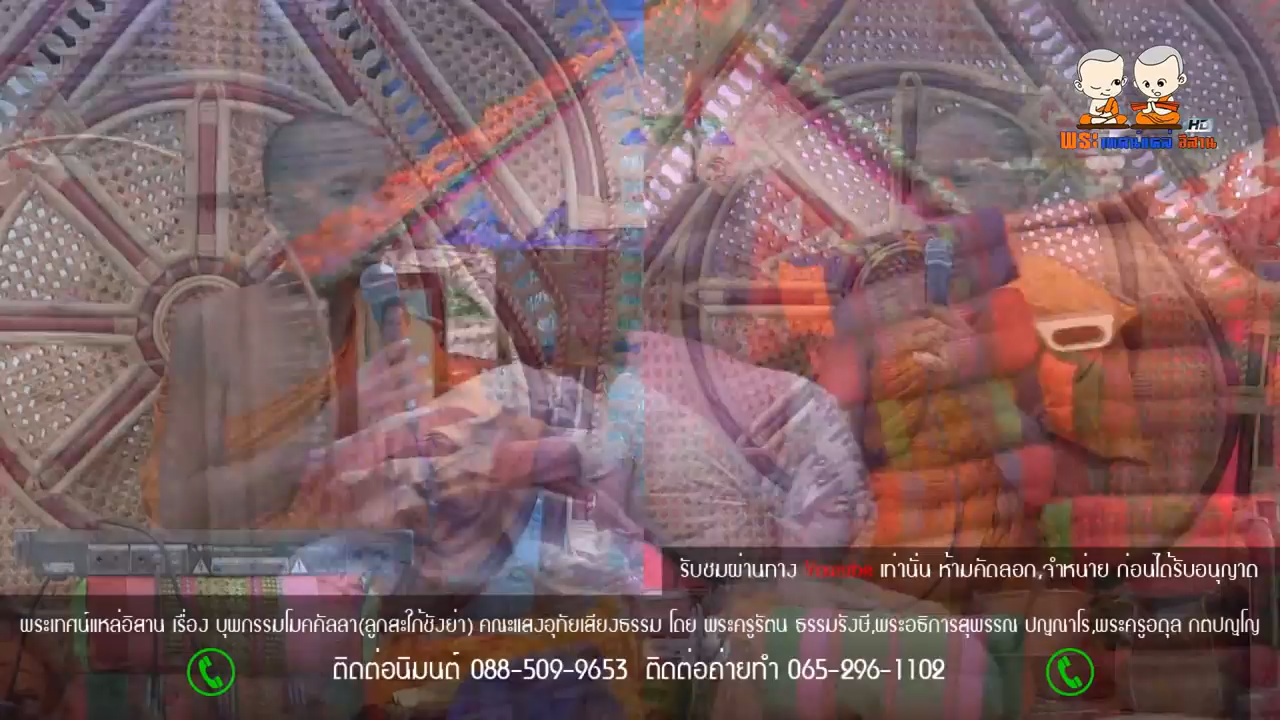 HD
พระ เทศน์แหล่ อีสาน
รับชมผ่านทาง Youtube เท่านั้น ห้ามคัดลอก,จำหน่าย ก่อนได้รับอนุญาต
พระเทศน์แหล่อิสาน เรื่อง บุพกรรมโมคคัลลา(ลูกสะใภ้ชังย่า) คณะแสงอุทัยเสียงธรรม โดย พระครูรัตน ธรรมรังษี,พระอธิการสุพรรณ ปญฺญาโร,พระครูอดุล กตปญฺโญ
ติดต่อนิมนต์ 088-509-9653 ติดต่อถ่ายทำ 065-296-1102